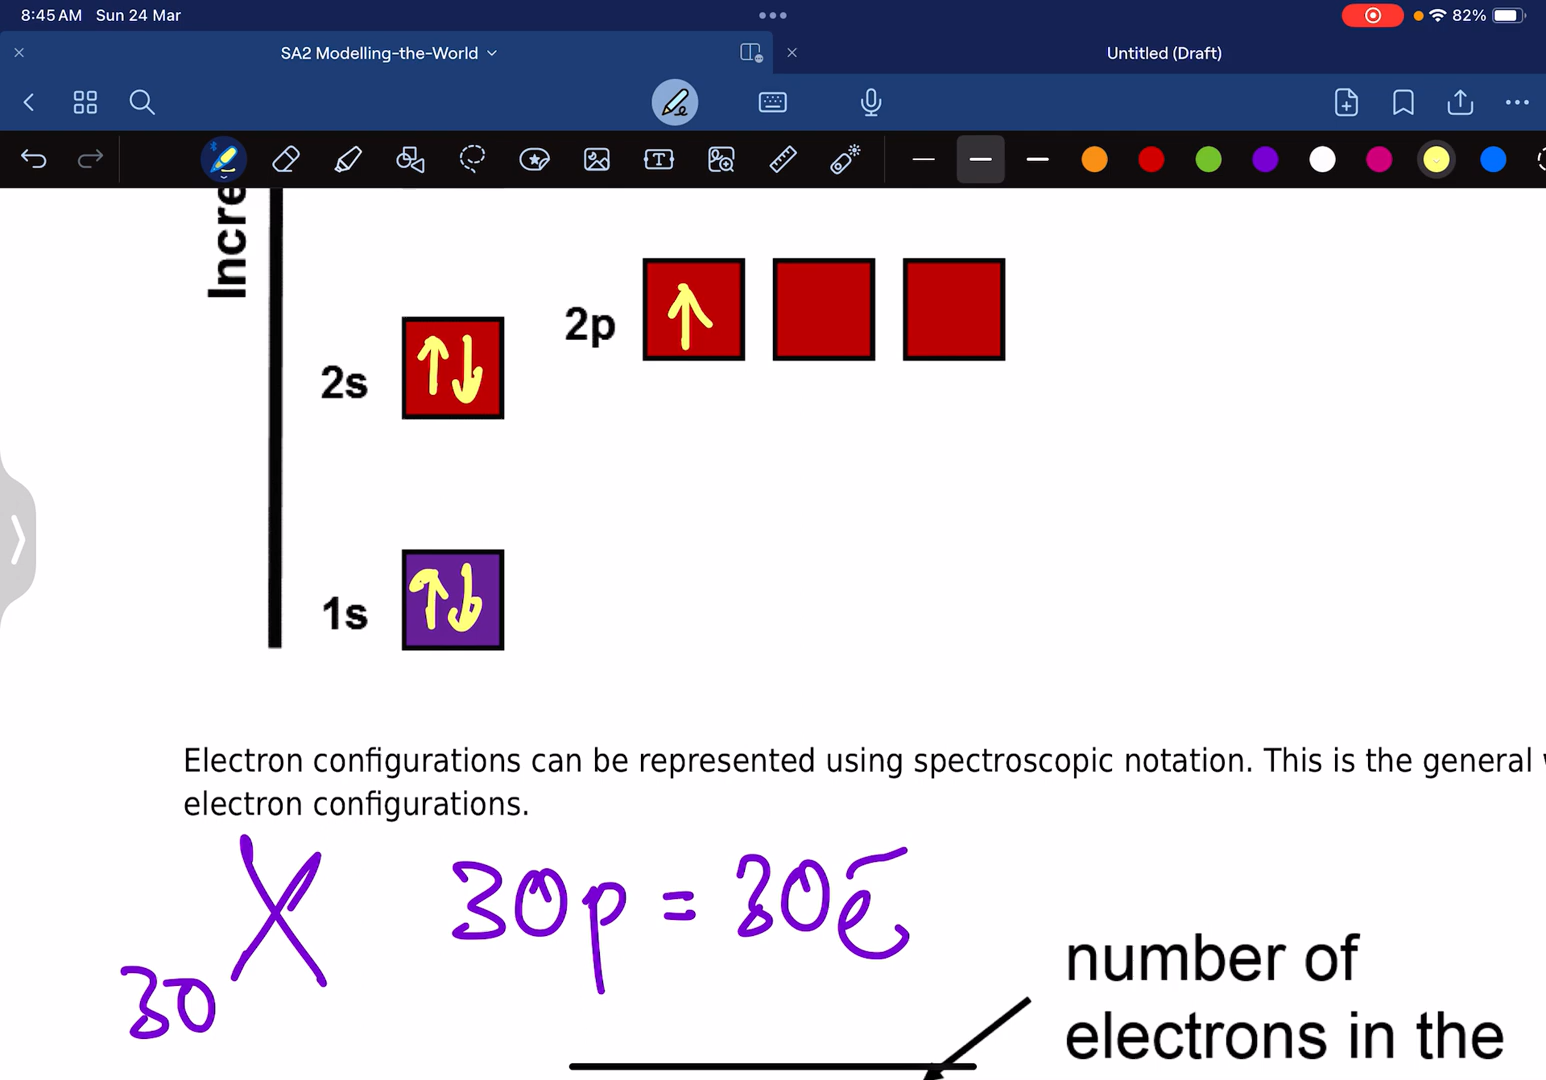 8:45 AM Sun 24 Mar
82%
SA2 Modelling-the-World
Untitled (Draft)
Incre
2p
2s
1s
Electron configurations can be represented using spectroscopic notation. This is the general
electron configurations.
30X 30p = 30e̅
number of
electrons in the